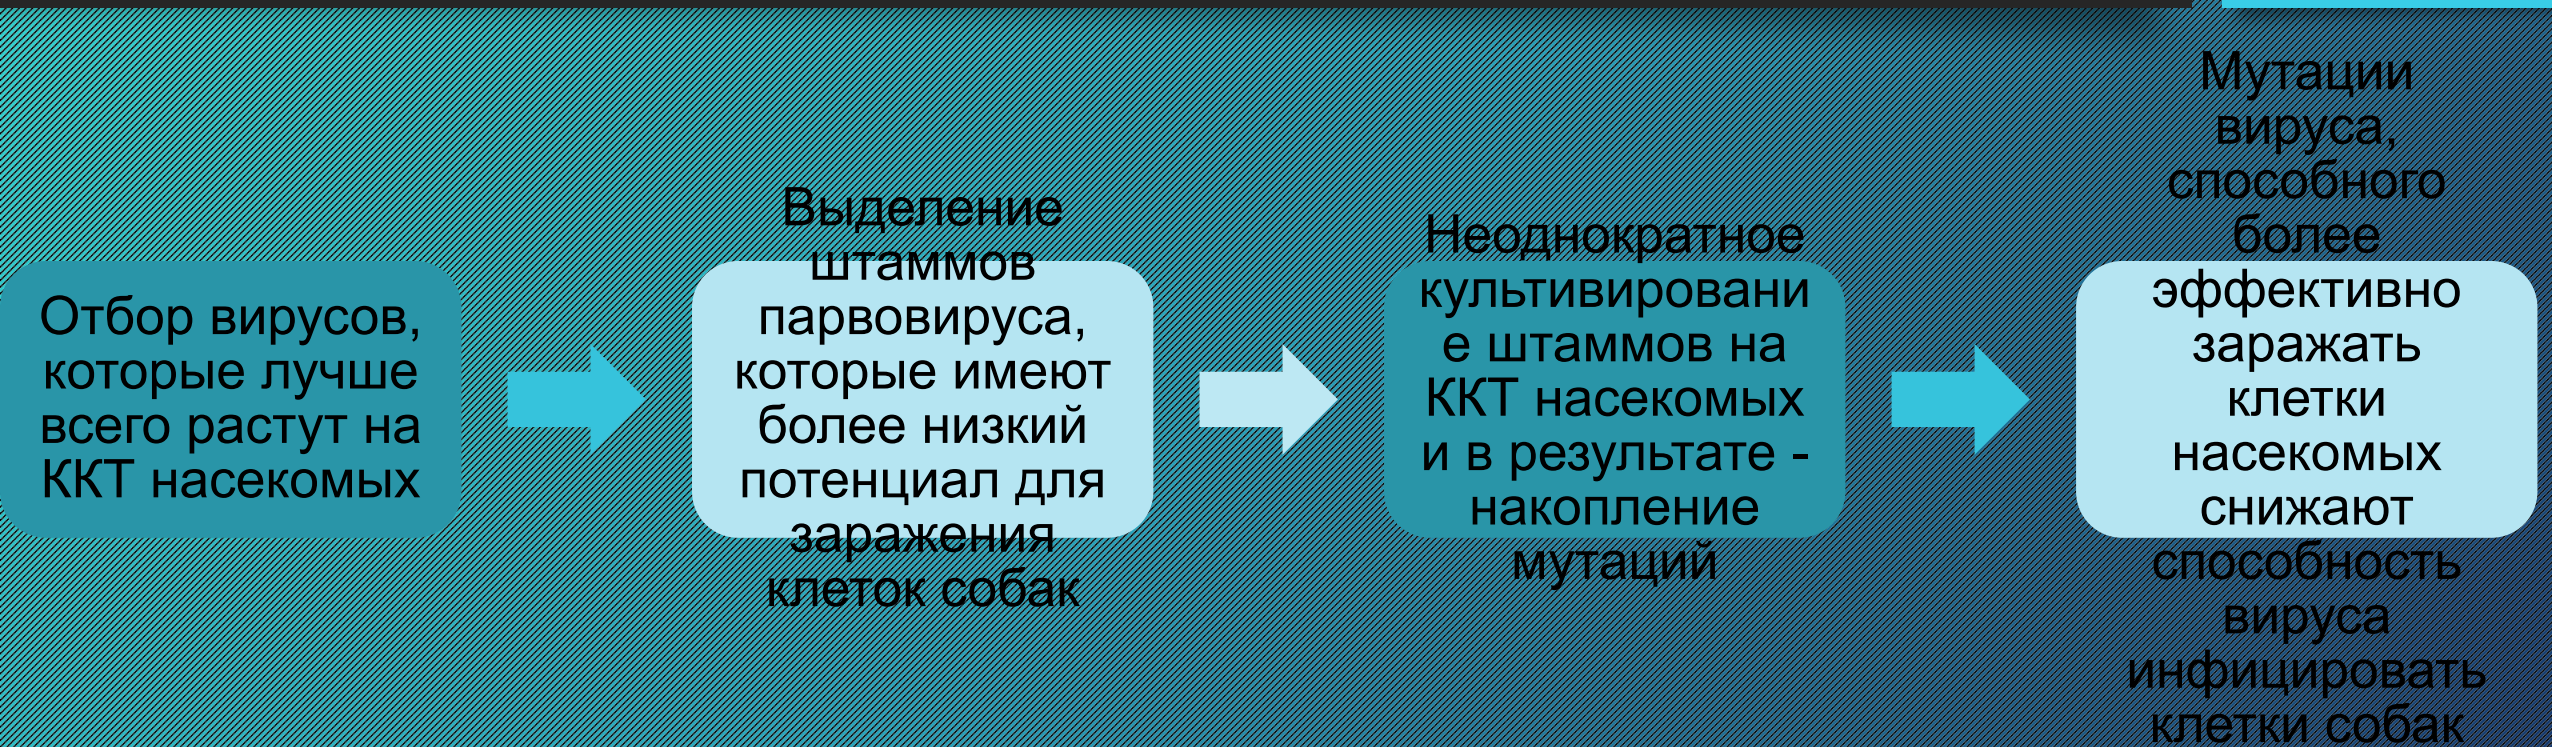 Отбор вирусов,
которые лучше
всего растут на
ККТ насекомых
Выделение
штаммов
парвовируса,
которые имеют
более низкий
потенциал для
заражения
клеток собак
Неоднократное
культивировани
е штаммов на
ККТ насекомых
и в результате -
накопление
мутаций
Мутации
вируса,
способного
более
эффективно
заражать
клетки
насекомых
снижают
способность
вируса
инфицировать
клетки собак